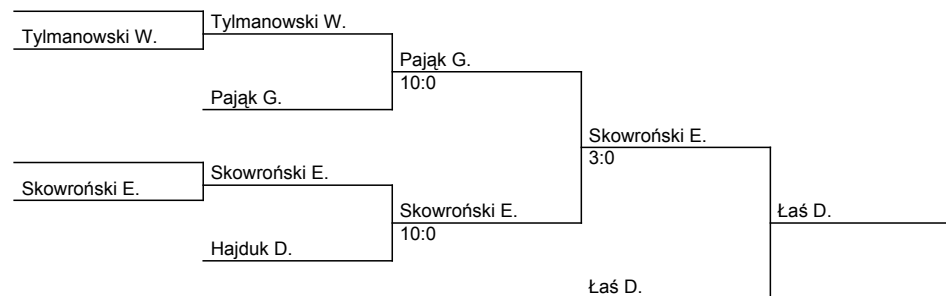 Tylmanowski W.
Tylmanowski W.
Pająk G.
10:0
Pająk G.
Skowroński E.
3:0
Skowroński E.
Skowroński E.
Skowroński E.
10:0
Łaś D.
Hajduk D.
Łaś D.